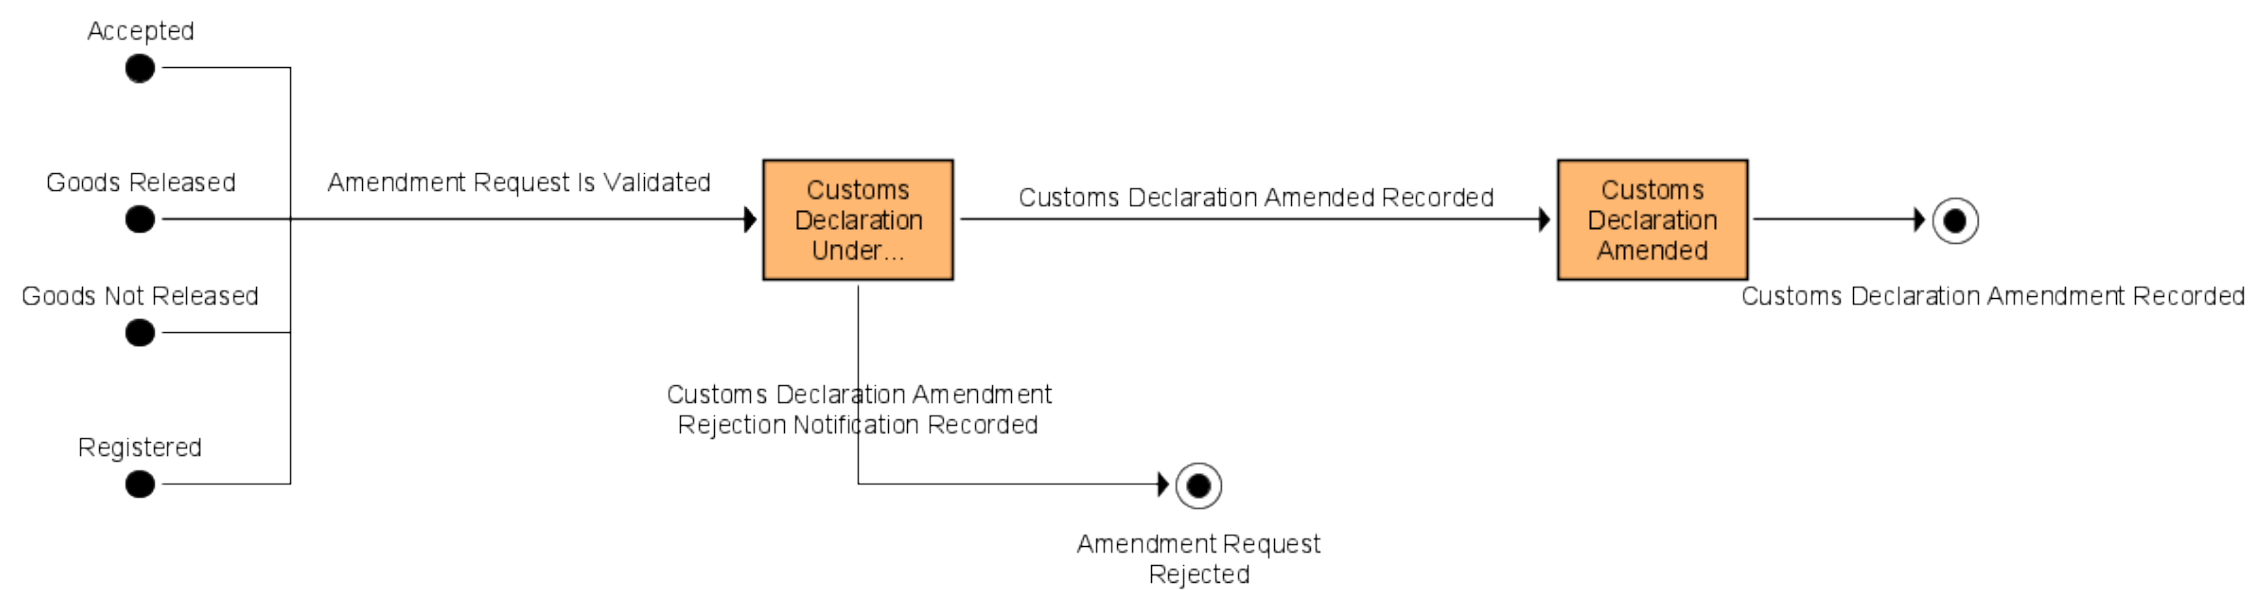 Accepted
Goods Released
Amendment Request Is Validated
Customs
Declaration
Under...
Customs Declaration Amended Recorded
Customs
Declaration
Amended
Goods Not Released
Customs Declaration Amendment Recorded
Customs Declaration Amendment
Rejection Notification Recorded
Registered
Amendment Request
Rejected